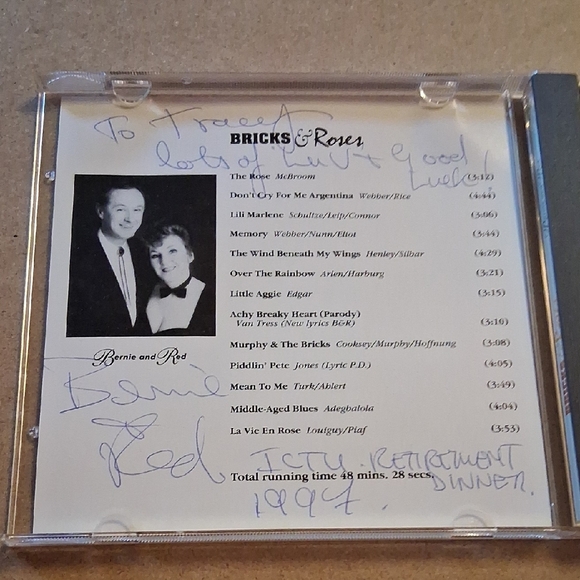 To Tracey
BRICKS & Roses
lots of luv + Good
Luck!
The Rose McBroom (3:12)
Don't Cry For Me Argentina Webber/Rice (4:44)
Lili Marlene Schultze/Leip/Connor (3:06)
Memory Webber/Nunn/Eliot (3:44)
The Wind Beneath My Wings Henley/Silbar (4:29)
Over The Rainbow Arlen/Harburg (3:21)
Little Aggie Edgar (3:15)
Achy Breaky Heart (Parody)
Van Tress (New lyrics B&R) (3:10)
Murphy & The Bricks Cooksey/Murphy/Hoffnung (3:08)
Bernie and Red
Piddlin' Pete Jones (Lyric P.D.) (4:05)
Mean To Me Turk/Ahlert (3:49)
Middle-Aged Blues Adegbalola (4:04)
La Vie En Rose Louiguy/Piaf (3:53)
Bernie
Red
ICTU RETIREMENT
Total running time 48 mins. 28 secs.
DINNER.
1997.